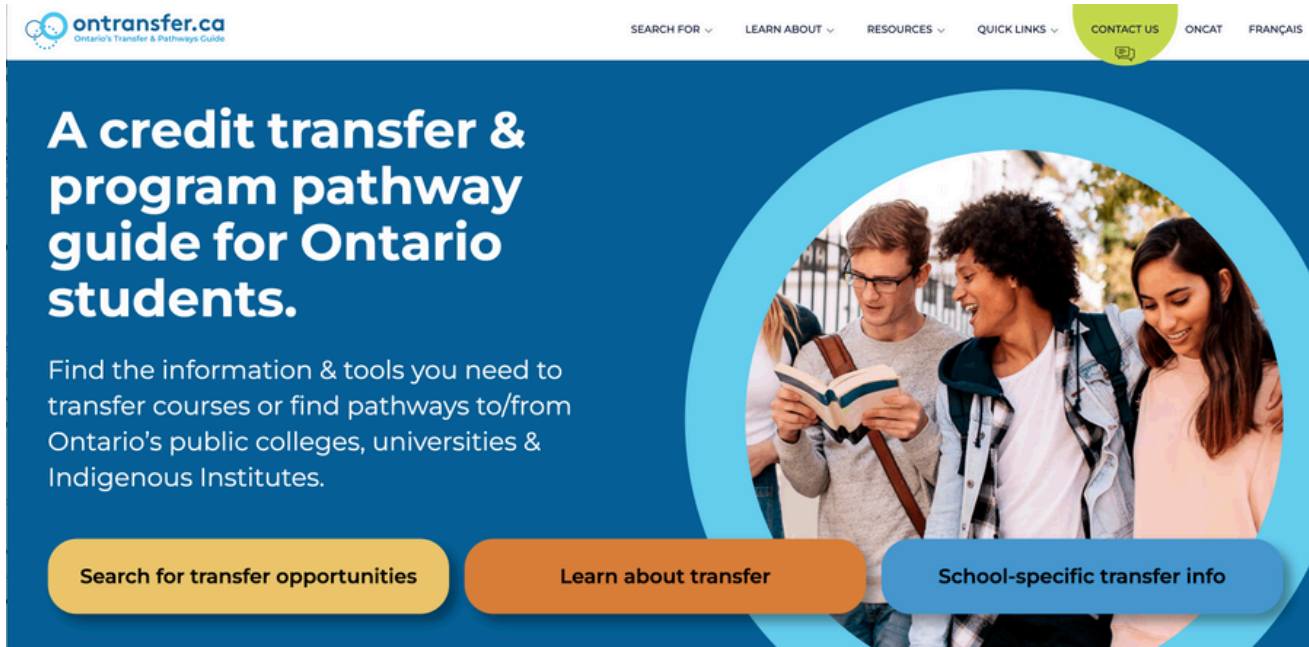 ontransfer.ca
Ontario's Transfer & Pathways Guide
SEARCH FOR
LEARN ABOUT
RESOURCES
QUICK LINKS
CONTACT US
ONCAT
FRANÇAIS
A credit transfer &
program pathway
guide for Ontario
students.
Find the information & tools you need to
transfer courses or find pathways to/from
Ontario’s public colleges, universities &
Indigenous Institutes.
Search for transfer opportunities
Learn about transfer
School-specific transfer info